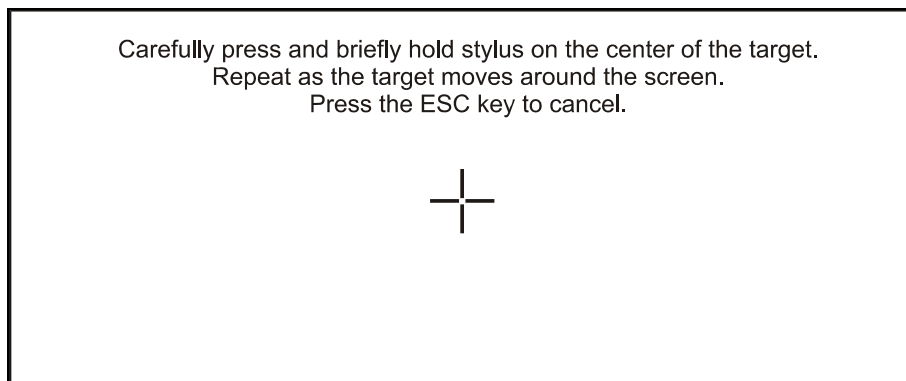 Carefully press and briefly hold stylus on the center of the target.
Repeat as the target moves around the screen.
Press the ESC key to cancel.